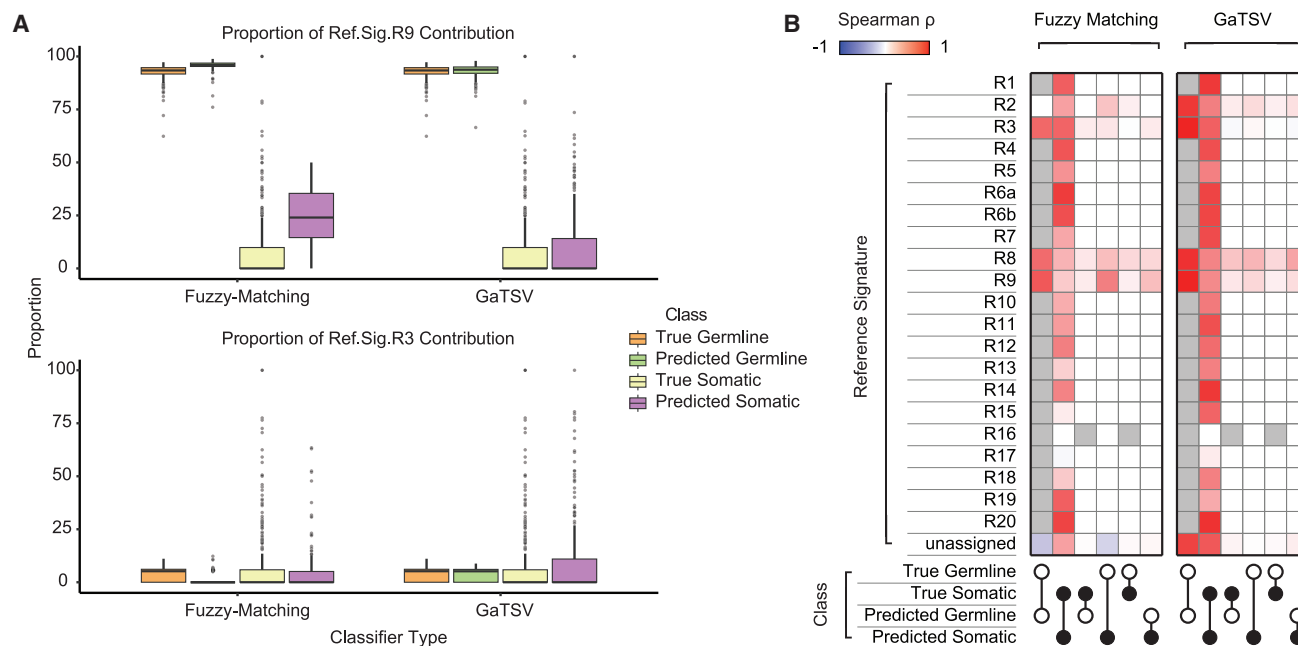 A
Proportion of Ref.Sig.R9 Contribution
100
75
50
25
0
Fuzzy-Matching GaTSV
Proportion of Ref.Sig.R3 Contribution
100
75
50
25
0
Fuzzy-Matching GaTSV
Classifier Type
Proportion
Class
True Germline
Predicted Germline
True Somatic
Predicted Somatic
B
Spearman ρ
-1 1
Fuzzy Matching GaTSV
Reference Signature
R1
R2
R3
R4
R5
R6a
R6b
R7
R8
R9
R10
R11
R12
R13
R14
R15
R16
R17
R18
R19
R20
unassigned
Class
True Germline
True Somatic
Predicted Germline
Predicted Somatic